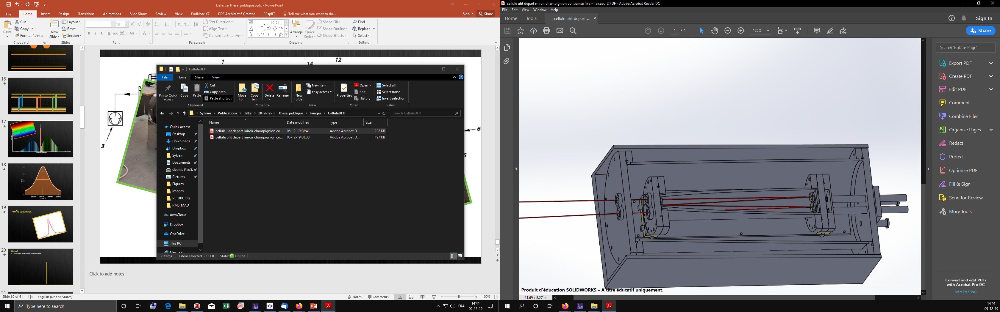 Defense_these_publique.pptx - PowerPoint
File Home Insert Design Transitions Animations Slide Show Review View EndNote X7 PDF Architect 6 Creator PPspliT Tell me what you want to do... Sign in Share
Paste
Cut
Copy
Format Painter
Clipboard
New
Slide
Layout
Reset
Section
Slides
18
Font
Paragraph
Text Direction
Align Text
Convert to SmartArt
Arrange
Quick
Styles
Shape Fill
Shape Outline
Shape Effects
Drawing
Find
Replace
Select
Editing
16
17
18
19
Profils spectraux
20
Naturel
Principe d'incertitude d'Heisenberg
21
1
14
12
3
6
5
CelluleUHT
File Home Share View
Pin to Quick
access
Copy
Paste
Cut
Copy path
Paste shortcut
Clipboard
Move
to
Copy
to
Delete
Rename
Organize
New
folder
New item
Easy access
New
Properties
Open
Edit
History
Open
Select all
Select none
Invert selection
Select
Sylvain > Publications > Talks > 2019-12-11__These_publique > Images > CelluleUHT
Search CelluleUHT
Name Date modified Type Size
cellule uht depart miroir champignion co... 06-12-19 08:41 Adobe Acrobat D... 222 KB
cellule uht depart miroir champignion co... 06-12-19 08:38 Adobe Acrobat D... 197 KB
Quick access
Desktop
Downloads
Dropbox
Sylvain
Documents
sleonis (\\u5.
Pictures
Figures
Images
PL_DPL_fits
RMS_MAD
ownCloud
Dropbox
OneDrive
This PC
Network
2 items 1 item selected 221 KB State: Online
Click to add notes
Slide 60 of 61 English (United States) Notes Comments 100%
Type here to search
FRA
14:44
09-12-19
cellule uht depart miroir champignion contrainte fixe + faiseau_2.PDF - Adobe Acrobat Reader DC
File Edit View Window Help
Home Tools cellule uht depart ... × Sign In
1 / 1 125% Share
Search 'Rotate Page'
Export PDF
Create PDF
Edit PDF
Comment
Combine Files
Organize Pages
Redact
Protect
Optimize PDF
Fill & Sign
Send for Review
More Tools
Convert and edit PDFs
with Acrobat Pro DC
Start Free Trial
Produit d'éducation SOLIDWORKS – A titre éducatif uniquement.
11.69 x 8.27 in
14:44
09-12-19